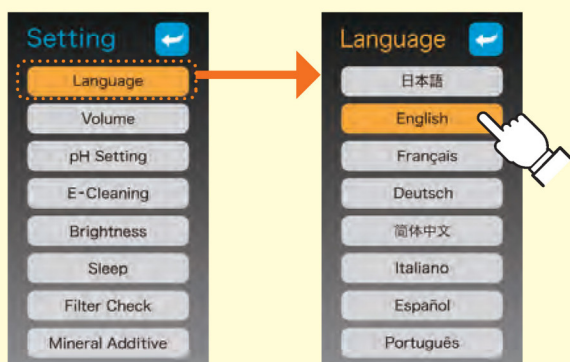 Setting
Language
Volume
pH Setting
E-Cleaning
Brightness
Sleep
Filter Check
Mineral Additive
Language
日本語
English
Français
Deutsch
简体中文
Italiano
Español
Português